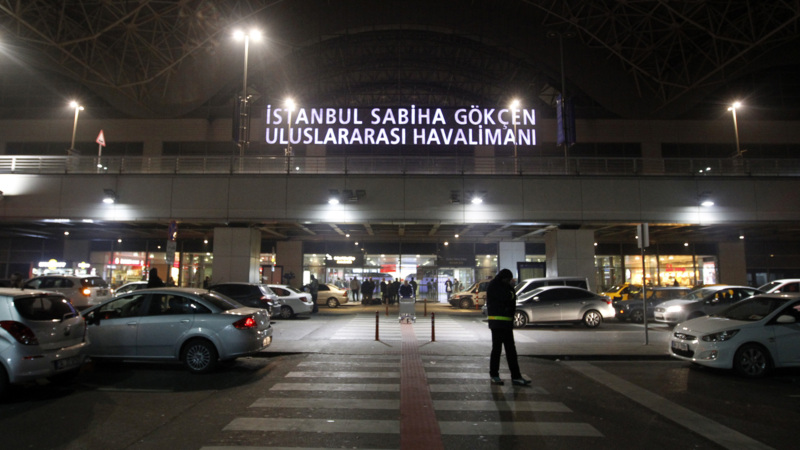 İSTANBUL SABİHA GÖKÇEN
ULUSLARARASI HAVALİMANI